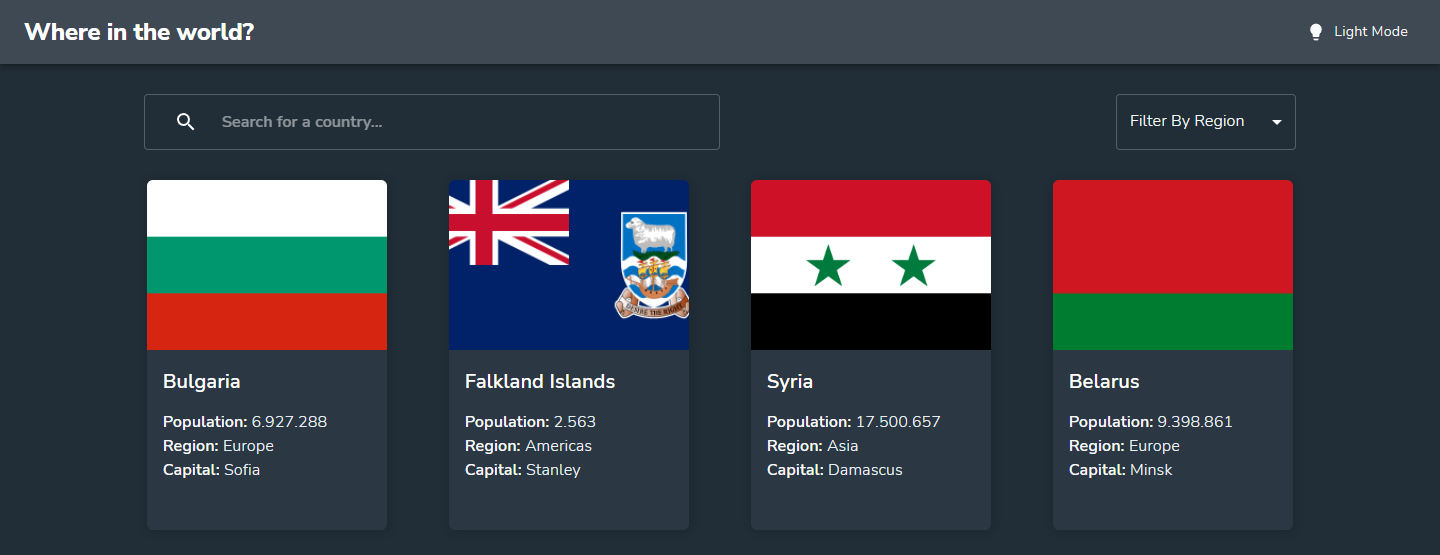 Where in the world?
Light Mode
Search for a country...
Filter By Region
DESIRE THE RIGHT
Bulgaria
Population: 6.927.288
Region: Europe
Capital: Sofia
Falkland Islands
Population: 2.563
Region: Americas
Capital: Stanley
Syria
Population: 17.500.657
Region: Asia
Capital: Damascus
Belarus
Population: 9.398.861
Region: Europe
Capital: Minsk